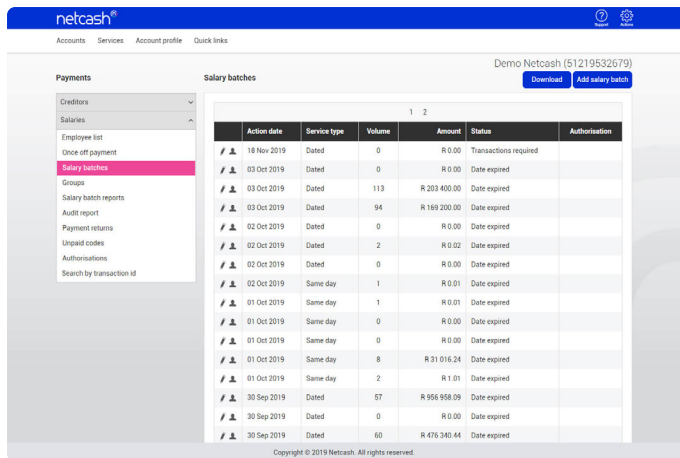 netcash®
Support Actions
Accounts Services Account profile Quick links
Demo Netcash (51219532679)
Payments
Salary batches
Download Add salary batch
Creditors
Salaries
Employee list
Once off payment
Salary batches
Groups
Salary batch reports
Audit report
Payment returns
Unpaid codes
Authorisations
Search by transaction id
1 2
Action date Service type Volume Amount Status Authorisation
18 Nov 2019 Dated 0 R 0.00 Transactions required
03 Oct 2019 Dated 0 R 0.00 Date expired
03 Oct 2019 Dated 113 R 203 400.00 Date expired
03 Oct 2019 Dated 94 R 169 200.00 Date expired
02 Oct 2019 Dated 0 R 0.00 Date expired
02 Oct 2019 Dated 2 R 0.02 Date expired
02 Oct 2019 Dated 0 R 0.00 Date expired
02 Oct 2019 Same day 1 R 0.01 Date expired
01 Oct 2019 Same day 1 R 0.01 Date expired
01 Oct 2019 Same day 0 R 0.00 Date expired
01 Oct 2019 Same day 0 R 0.00 Date expired
01 Oct 2019 Same day 8 R 31 016.24 Date expired
01 Oct 2019 Same day 2 R 1.01 Date expired
30 Sep 2019 Dated 57 R 956 958.09 Date expired
30 Sep 2019 Dated 0 R 0.00 Date expired
30 Sep 2019 Dated 60 R 476 340.44 Date expired
Copyright © 2019 Netcash. All rights reserved.